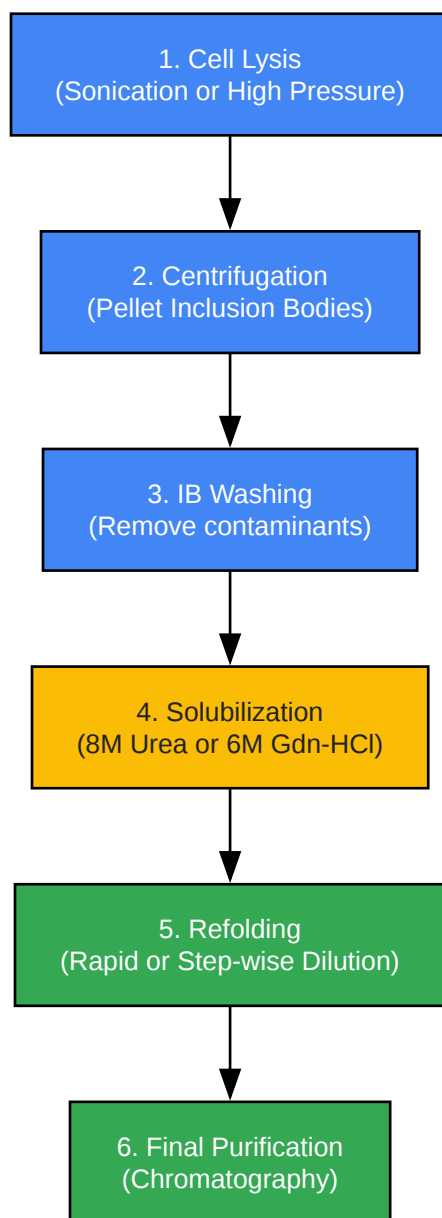 1. Cell Lysis
(Sonication or High Pressure)
2. Centrifugation
(Pellet Inclusion Bodies)
3. IB Washing
(Remove contaminants)
4. Solubilization
(8M Urea or 6M Gdn-HCl)
5. Refolding
(Rapid or Step-wise Dilution)
6. Final Purification
(Chromatography)